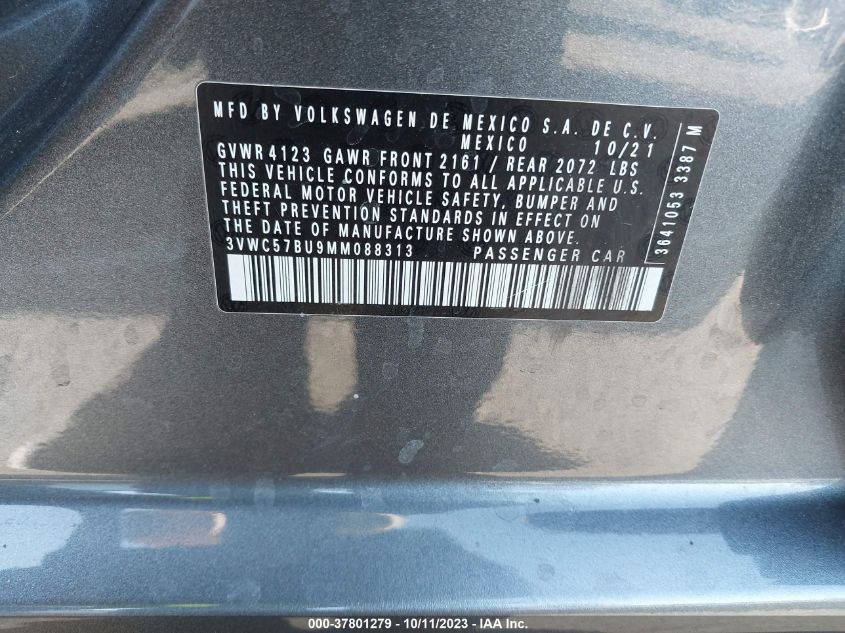 MFD BY VOLKSWAGEN DE MEXICO S.A. DE C.V.
MEXICO 10/21
GVWR 4123 GAWR FRONT 2161 / REAR 2072 LBS
THIS VEHICLE CONFORMS TO ALL APPLICABLE U.S.
FEDERAL MOTOR VEHICLE SAFETY, BUMPER AND
THEFT PREVENTION STANDARDS IN EFFECT ON
THE DATE OF MANUFACTURE SHOWN ABOVE.
3VWC57BU9MM088313 PASSENGER CAR
3641053 3387 M
000-37801279 - 10/11/2023 - IAA Inc.